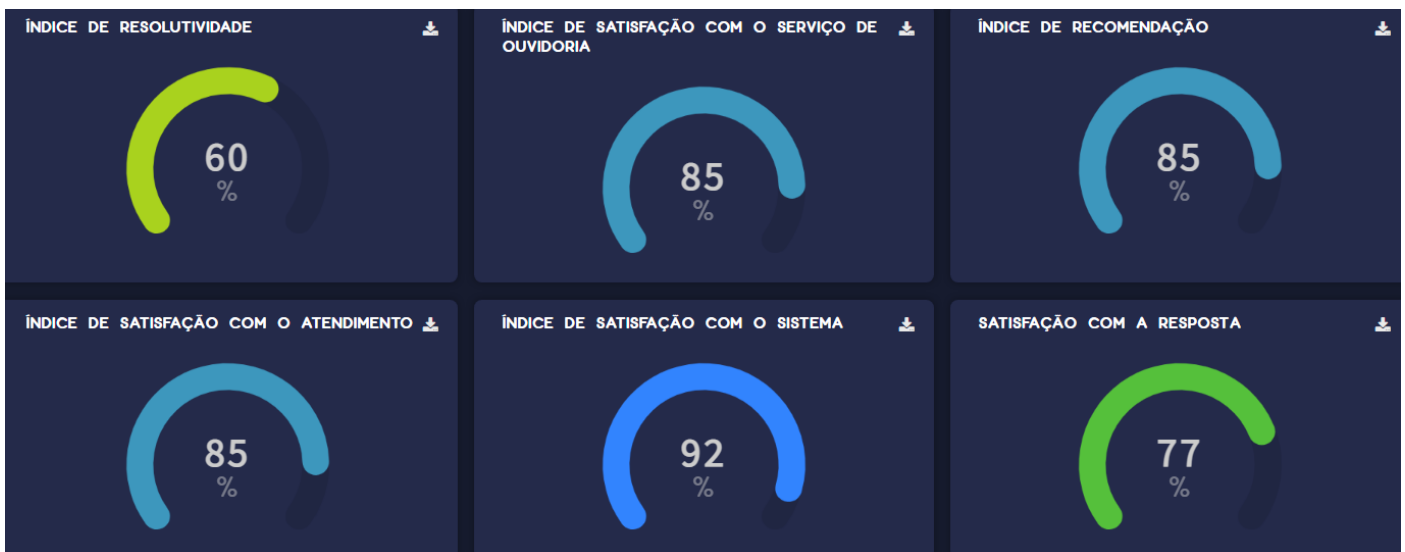 ÍNDICE DE RESOLUTIVIDADE
60
%
ÍNDICE DE SATISFAÇÃO COM O SERVIÇO DE
OUVIDORIA
85
%
ÍNDICE DE RECOMENDAÇÃO
85
%
ÍNDICE DE SATISFAÇÃO COM O ATENDIMENTO
85
%
ÍNDICE DE SATISFAÇÃO COM O SISTEMA
92
%
SATISFAÇÃO COM A RESPOSTA
77
%